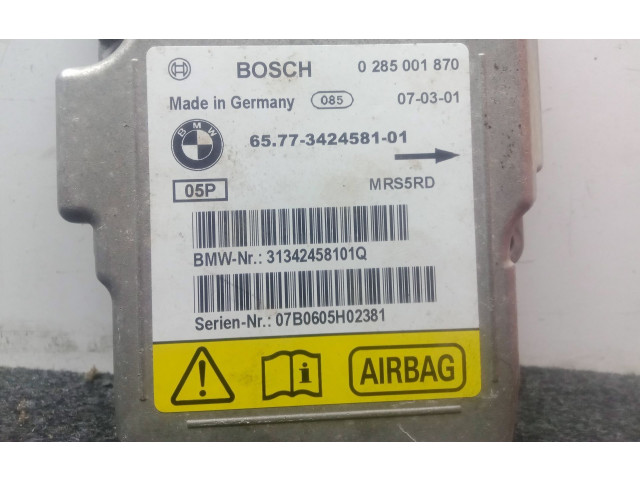 BOSCH 0 285 001 870
Made in Germany 085 07-03-01
BMW 65.77-3424581-01
05P MRS5RD
BMW-Nr.: 31342458101Q
Serien-Nr.: 07B0605H02381
! i AIRBAG